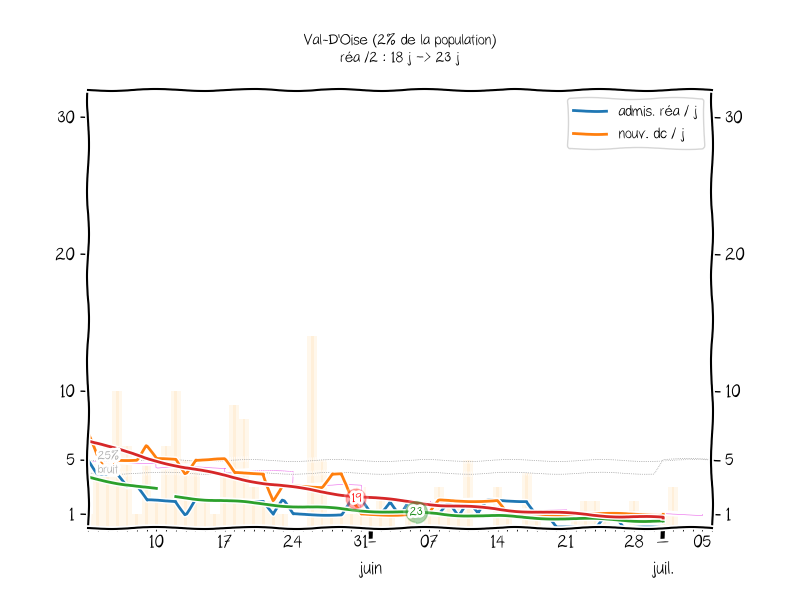 Val-D'Oise (2% de la population)
réa /2 : 18 j -> 23 j
admis. réa / j
nouv. dc / j
30
30
20
20
10
10
5
5
25%
bruit
19
23
1
1
10 17 24 31 07 14 21 28 05
juin juil.